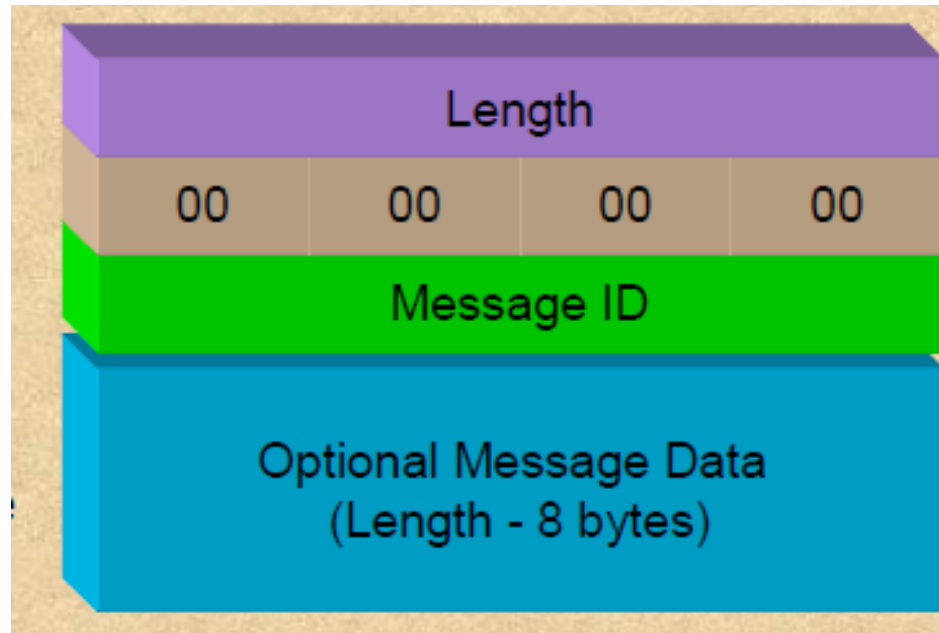 Length
00 00 00 00
Message ID
Optional Message Data
(Length - 8 bytes)